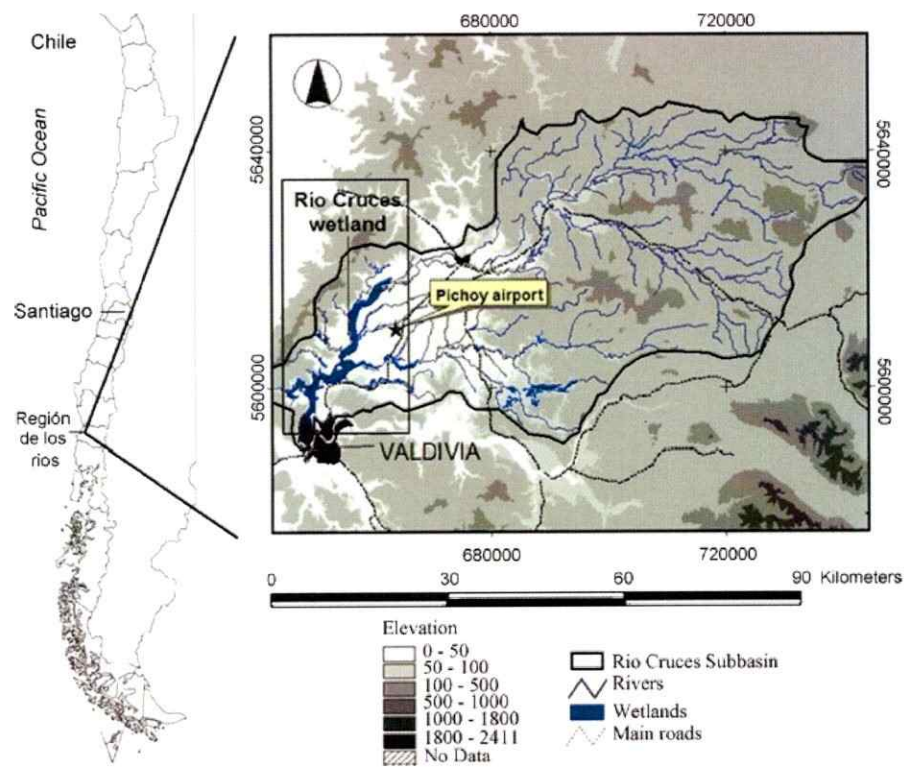 Chile
Pacific Ocean
Santiago
Región
de los
rios
680000
720000
5640000
5640000
Rio Cruces
wetland
Pichoy airport
5600000
5600000
VALDIVIA
680000
720000
0
30
60
90
Kilometers
Elevation
0 - 50
50 - 100
100 - 500
500 - 1000
1000 - 1800
1800 - 2411
No Data
Rio Cruces Subbasin
Rivers
Wetlands
Main roads